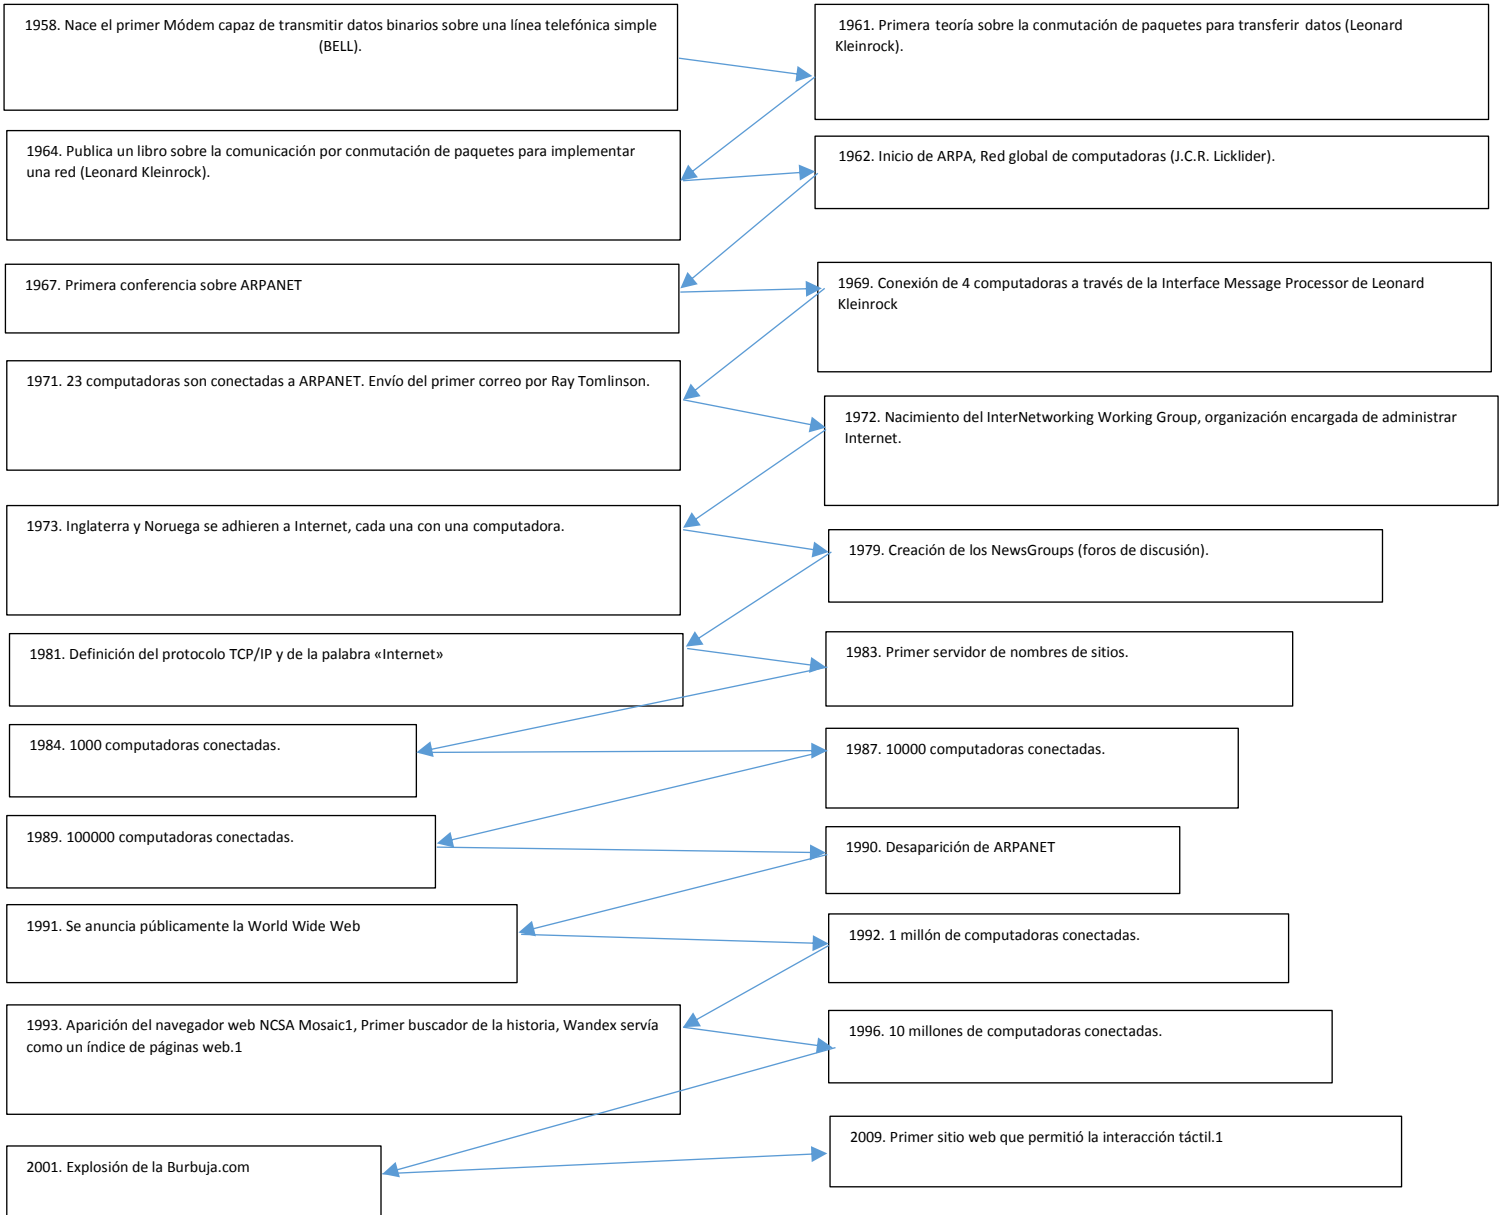 1958. Nace el primer Módem capaz de transmitir datos binarios sobre una línea telefónica simple
(BELL).
1961. Primera teoría sobre la conmutación de paquetes para transferir datos (Leonard
Kleinrock).
1964. Publica un libro sobre la comunicación por conmutación de paquetes para implementar
una red (Leonard Kleinrock).
1962. Inicio de ARPA, Red global de computadoras (J.C.R. Licklider).
1967. Primera conferencia sobre ARPANET
1969. Conexión de 4 computadoras a través de la Interface Message Processor de Leonard
Kleinrock
1971. 23 computadoras son conectadas a ARPANET. Envío del primer correo por Ray Tomlinson.
1972. Nacimiento del InterNetworking Working Group, organización encargada de administrar
Internet.
1973. Inglaterra y Noruega se adhieren a Internet, cada una con una computadora.
1979. Creación de los NewsGroups (foros de discusión).
1981. Definición del protocolo TCP/IP y de la palabra «Internet»
1983. Primer servidor de nombres de sitios.
1984. 1000 computadoras conectadas.
1987. 10000 computadoras conectadas.
1989. 100000 computadoras conectadas.
1990. Desaparición de ARPANET
1991. Se anuncia públicamente la World Wide Web
1992. 1 millón de computadoras conectadas.
1993. Aparición del navegador web NCSA Mosaic1, Primer buscador de la historia, Wandex servía
como un índice de páginas web.1
1996. 10 millones de computadoras conectadas.
2001. Explosión de la Burbuja.com
2009. Primer sitio web que permitió la interacción táctil.1